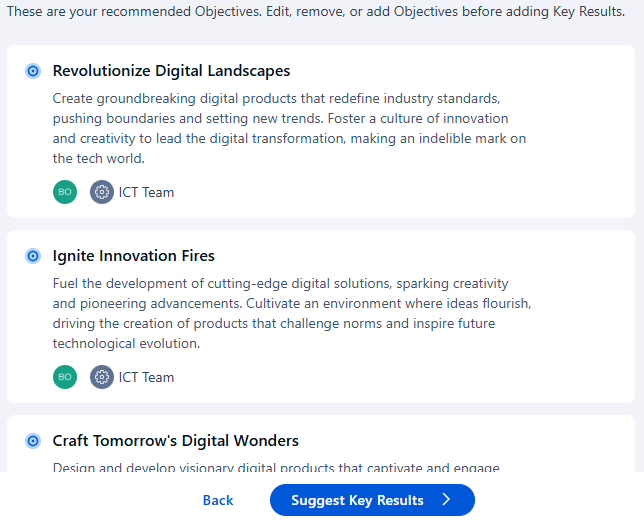 These are your recommended Objectives. Edit, remove, or add Objectives before adding Key Results.
Revolutionize Digital Landscapes
Create groundbreaking digital products that redefine industry standards,
pushing boundaries and setting new trends. Foster a culture of innovation
and creativity to lead the digital transformation, making an indelible mark on
the tech world.
BO ICT Team
Ignite Innovation Fires
Fuel the development of cutting-edge digital solutions, sparking creativity
and pioneering advancements. Cultivate an environment where ideas flourish,
driving the creation of products that challenge norms and inspire future
technological evolution.
BO ICT Team
Craft Tomorrow's Digital Wonders
Design and develop visionary digital products that captivate and engage
Back Suggest Key Results